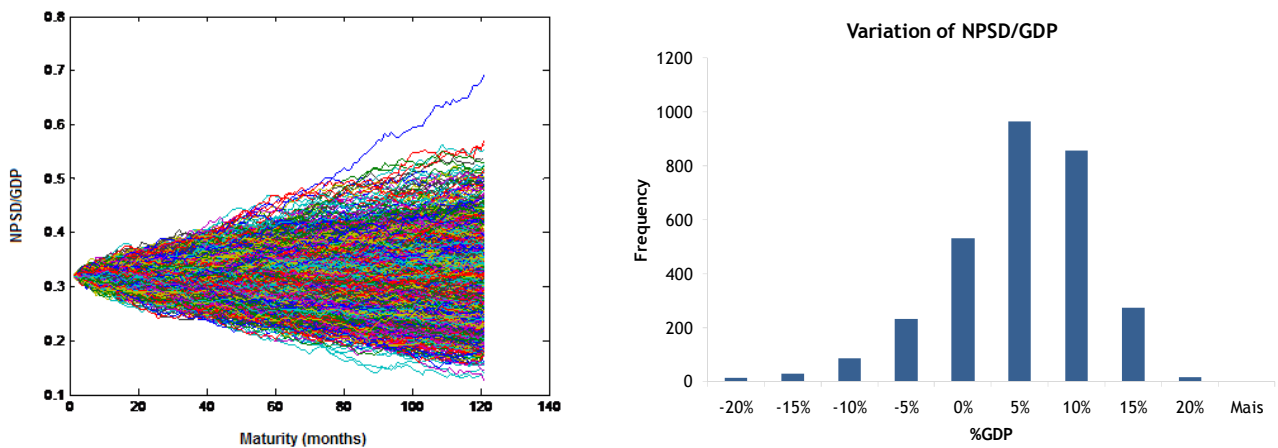 0.8
0.7
0.6
0.5
0.4
0.3
0.2
0.1
NPSD/GDP
0 20 40 60 80 100 120 140
Maturity (months)
Variation of NPSD/GDP
1200
1000
800
600
400
200
0
Frequency
-20% -15% -10% -5% 0% 5% 10% 15% 20% Mais
%GDP